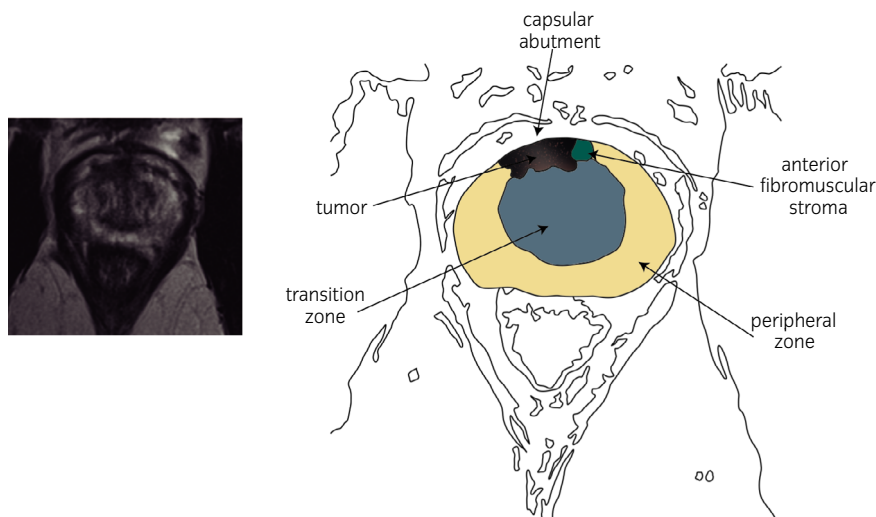 capsular
abutment
anterior
fibromuscular
stroma
tumor
transition
zone
peripheral
zone